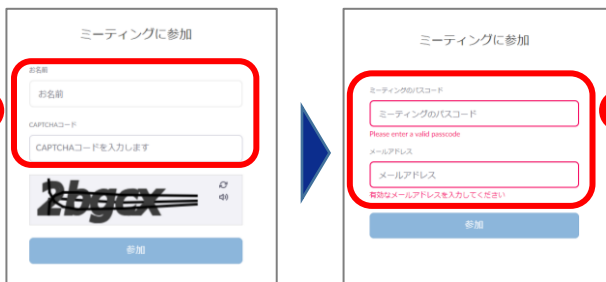 ミーティングに参加
お名前
お名前
CAPTCHAコード
CAPTCHAコードを入力します
2bgcx
参加
ミーティングに参加
ミーティングのパスコード
ミーティングのパスコード
Please enter a valid passcode
メールアドレス
メールアドレス
有効なメールアドレスを入力してください
参加